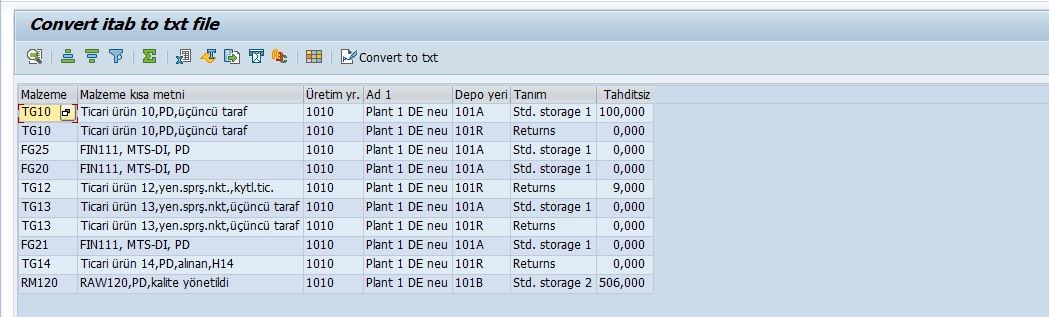 Convert itab to txt file
Convert to txt
Malzeme Malzeme kısa metni Üretim yr. Ad 1 Depo yeri Tanım Tahditsiz
TG10 Ticari ürün 10,PD,üçüncü taraf 1010 Plant 1 DE neu 101A Std. storage 1 100,000
TG10 Ticari ürün 10,PD,üçüncü taraf 1010 Plant 1 DE neu 101R Returns 0,000
FG25 FIN111, MTS-DI, PD 1010 Plant 1 DE neu 101A Std. storage 1 0,000
FG20 FIN111, MTS-DI, PD 1010 Plant 1 DE neu 101A Std. storage 1 0,000
TG12 Ticari ürün 12,yen.sprş.nkt.,kytl.tic. 1010 Plant 1 DE neu 101R Returns 9,000
TG13 Ticari ürün 13,yen.sprş.nkt,üçüncü taraf 1010 Plant 1 DE neu 101A Std. storage 1 0,000
TG13 Ticari ürün 13,yen.sprş.nkt,üçüncü taraf 1010 Plant 1 DE neu 101R Returns 0,000
FG21 FIN111, MTS-DI, PD 1010 Plant 1 DE neu 101A Std. storage 1 0,000
TG14 Ticari ürün 14,PD,alınan,H14 1010 Plant 1 DE neu 101R Returns 0,000
RM120 RAW120,PD,kalite yönetildi 1010 Plant 1 DE neu 101B Std. storage 2 506,000